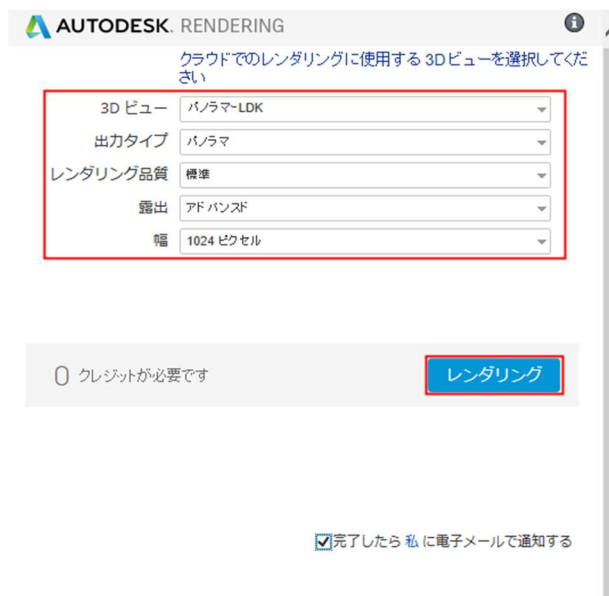 AUTODESK. RENDERING
クラウドでのレンダリングに使用する 3Dビューを選択してくだ
さい
3D ビュー パノラマ-LDK
出力タイプ パノラマ
レンダリング品質 標準
露出 アドバンスド
幅 1024 ピクセル
0 クレジットが必要です レンダリング
完了したら 私 に電子メールで通知する